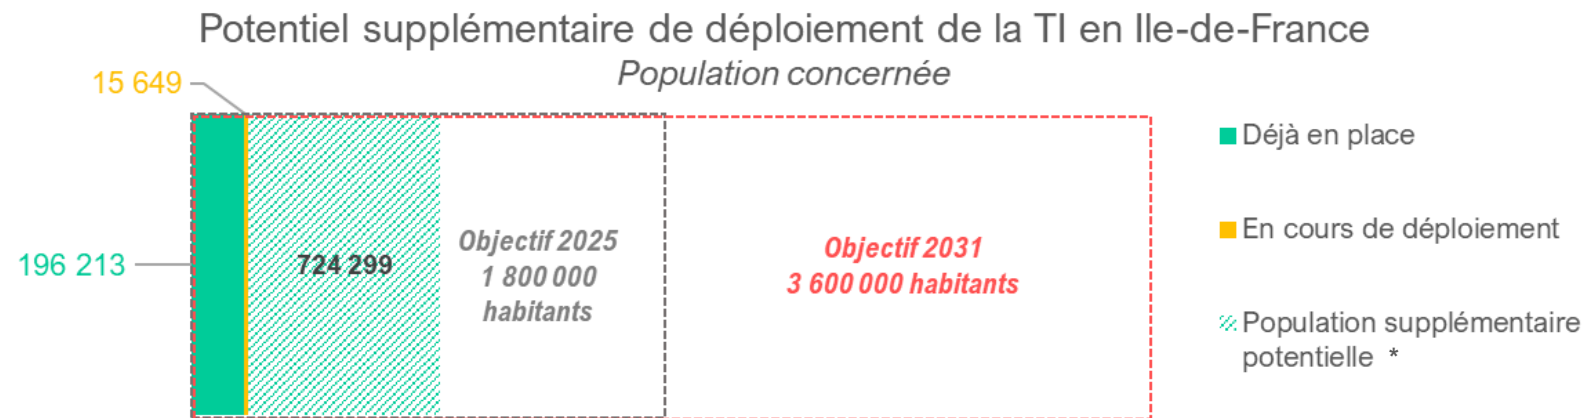 Potentiel supplémentaire de déploiement de la TI en Ile-de-France
Population concernée
15 649
196 213
724 299
Objectif 2025
1 800 000
habitants
Objectif 2031
3 600 000 habitants
Déjà en place
En cours de déploiement
Population supplémentaire
potentielle *